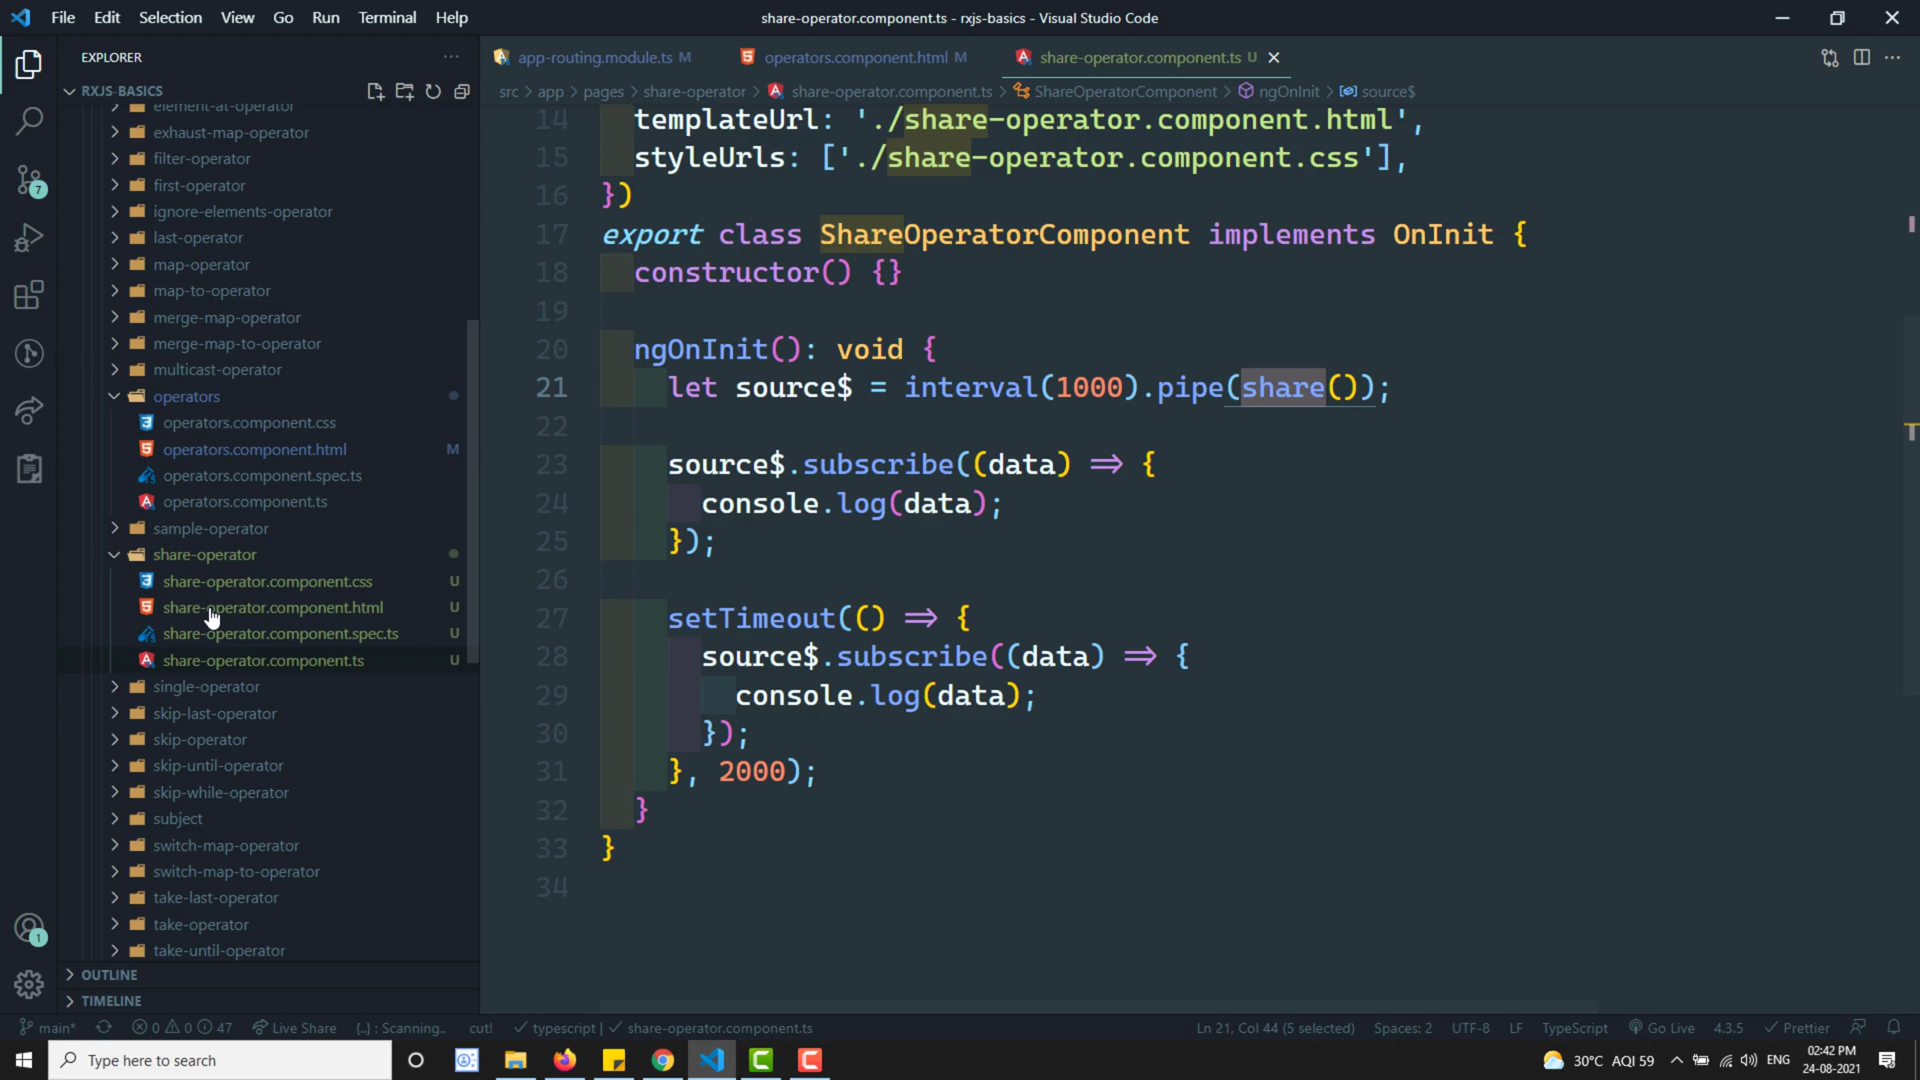 File Edit Selection View Go Run Terminal Help
share-operator.component.ts - rxjs-basics - Visual Studio Code
EXPLORER
RXJS-BASICS
element-at-operator
exhaust-map-operator
filter-operator
first-operator
ignore-elements-operator
last-operator
map-operator
map-to-operator
merge-map-operator
merge-map-to-operator
multicast-operator
operators
operators.component.css
operators.component.html M
operators.component.spec.ts
operators.component.ts
sample-operator
share-operator
share-operator.component.css U
share-operator.component.html U
share-operator.component.spec.ts U
share-operator.component.ts U
single-operator
skip-last-operator
skip-operator
skip-until-operator
skip-while-operator
subject
switch-map-operator
switch-map-to-operator
take-last-operator
take-operator
take-until-operator
OUTLINE
TIMELINE
7
1
app-routing.module.ts M operators.component.html M share-operator.component.ts U
src > app > pages > share-operator > share-operator.component.ts > ShareOperatorComponent > ngOnInit > source$
14 templateUrl: './share-operator.component.html',
15 styleUrls: ['./share-operator.component.css'],
16 })
17 export class ShareOperatorComponent implements OnInit {
18 constructor() {}
19
20 ngOnInit(): void {
21 let source$ = interval(1000).pipe(share());
22
23 source$.subscribe((data) ⇒ {
24 console.log(data);
25 });
26
27 setTimeout(() ⇒ {
28 source$.subscribe((data) ⇒ {
29 console.log(data);
30 });
31 }, 2000);
32 }
33 }
34
main* 0 0 47 Live Share {..} : Scanning.. cut! typescript | share-operator.component.ts
Ln 21, Col 44 (5 selected) Spaces: 2 UTF-8 LF TypeScript Go Live 4.3.5 Prettier
Type here to search
30°C AQI 59 ENG
02:42 PM
24-08-2021